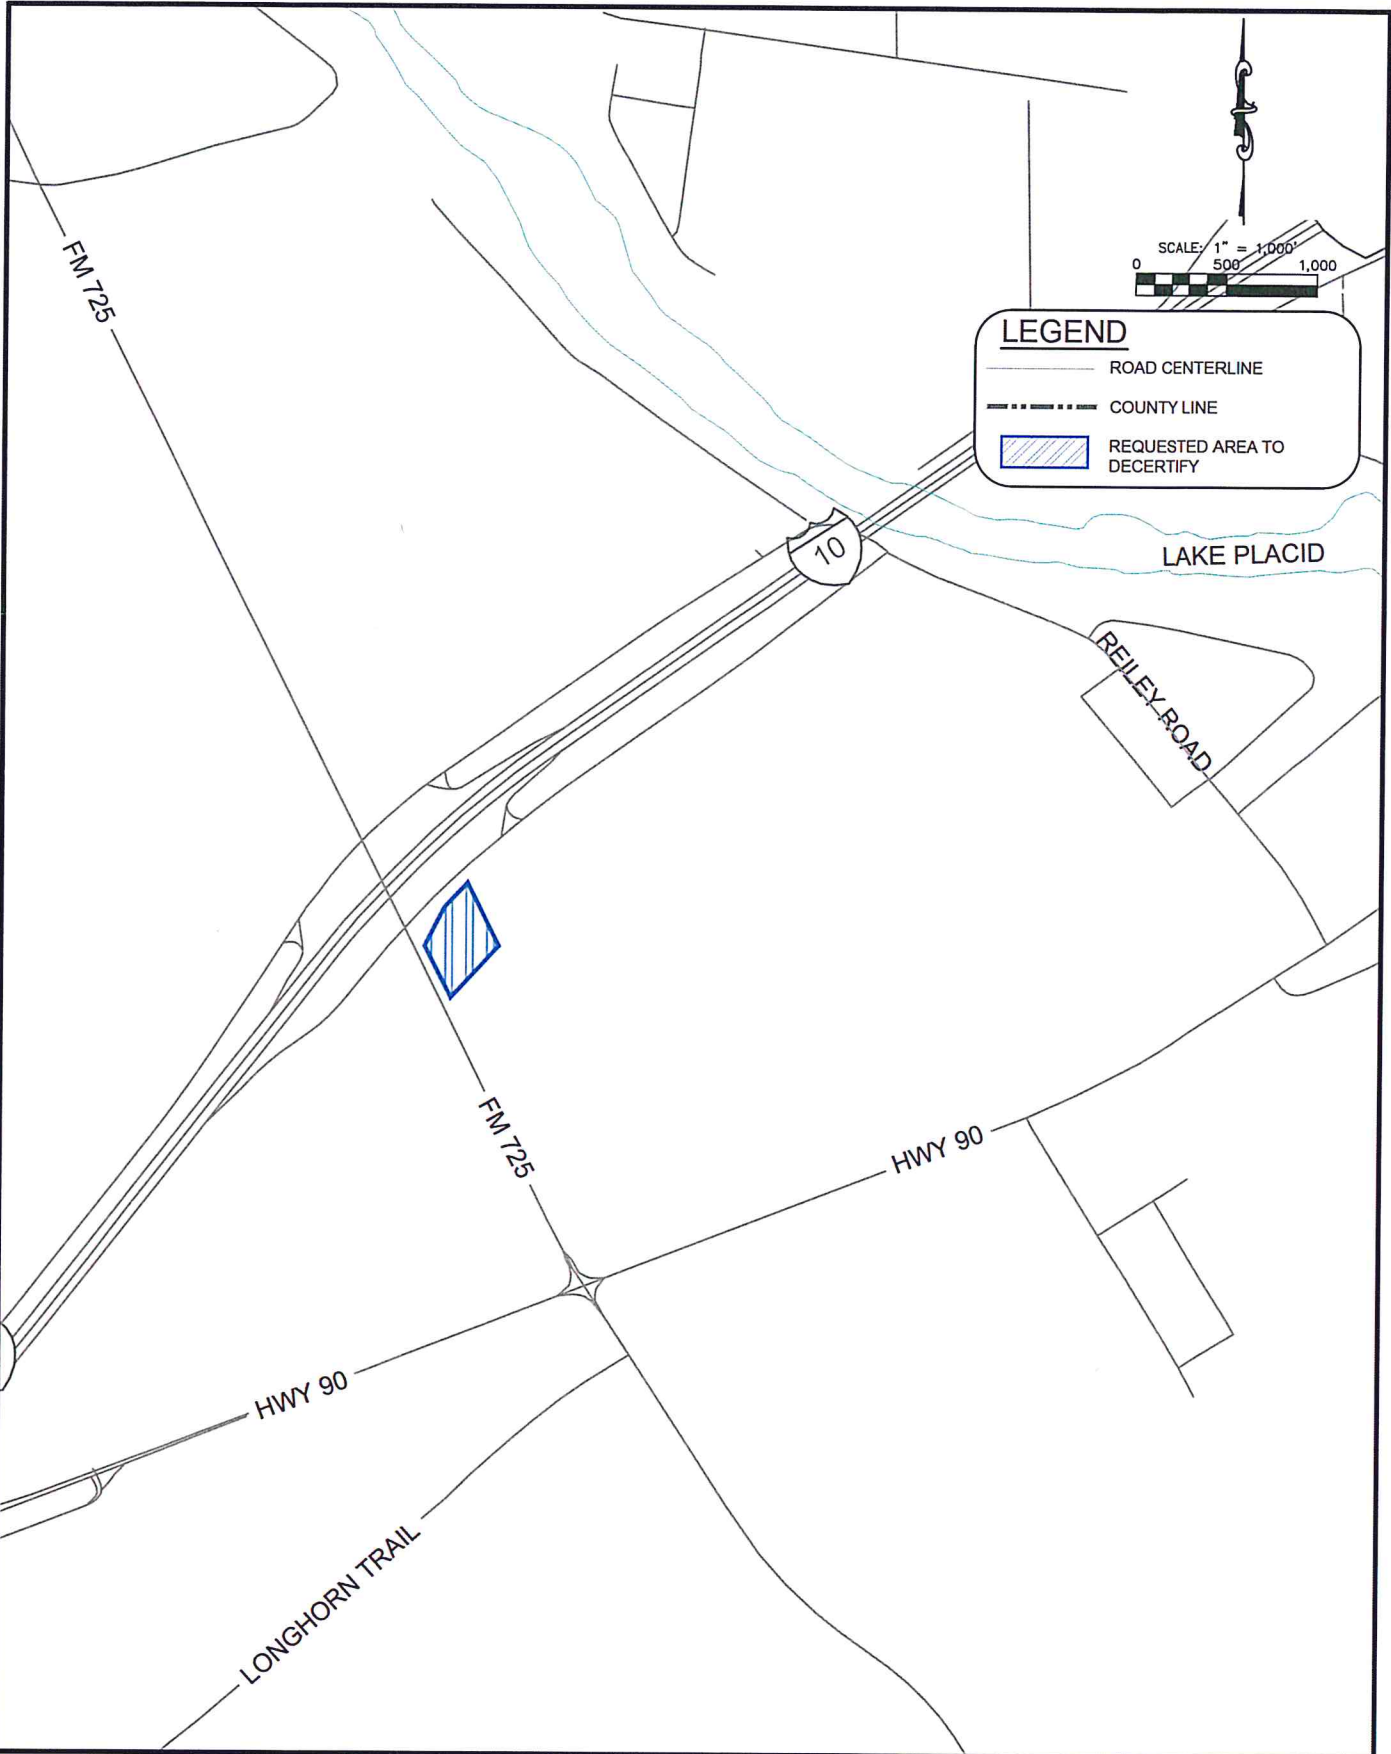 FM 725
SCALE: 1" = 1,000'
0 500 1,000
LEGEND
ROAD CENTERLINE
COUNTY LINE
REQUESTED AREA TO
DECERTIFY
10
LAKE PLACID
REILEY ROAD
FM 725
HWY 90
HWY 90
LONGHORN TRAIL